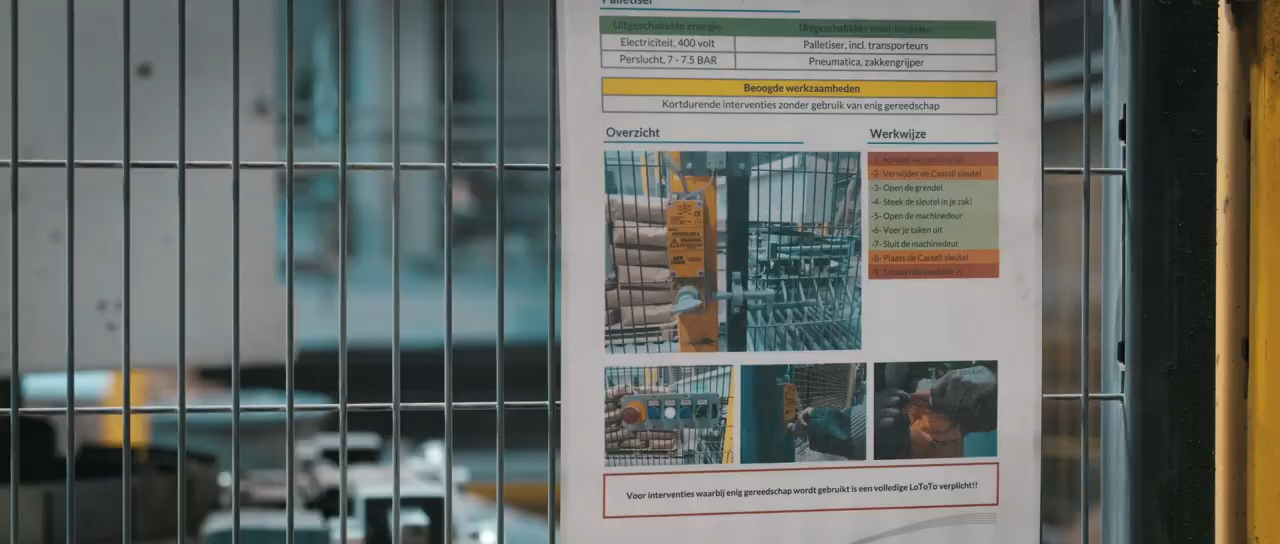 Palletiser
Uitgeschakelde energie
Electriciteit, 400 volt
Palletiser, incl. transporteurs
Perslucht, 7 - 7.5 BAR
Pneumatica, zakkengrijper
Beoogde werkzaamheden
Kortdurende interventies zonder gebruik van enig gereedschap
Overzicht
Werkwijze
-2- Verwijder de Castell sleutel
-3- Open de grendel
-4- Steek de sleutel in je zak!
-5- Open de machinedeur
-6- Voer je taken uit
-7- Sluit de machinedeur
-8- Plaats de Castell sleutel
Voor interventies waarbij enig gereedschap wordt gebruikt is een volledige LoToTo verplicht!!